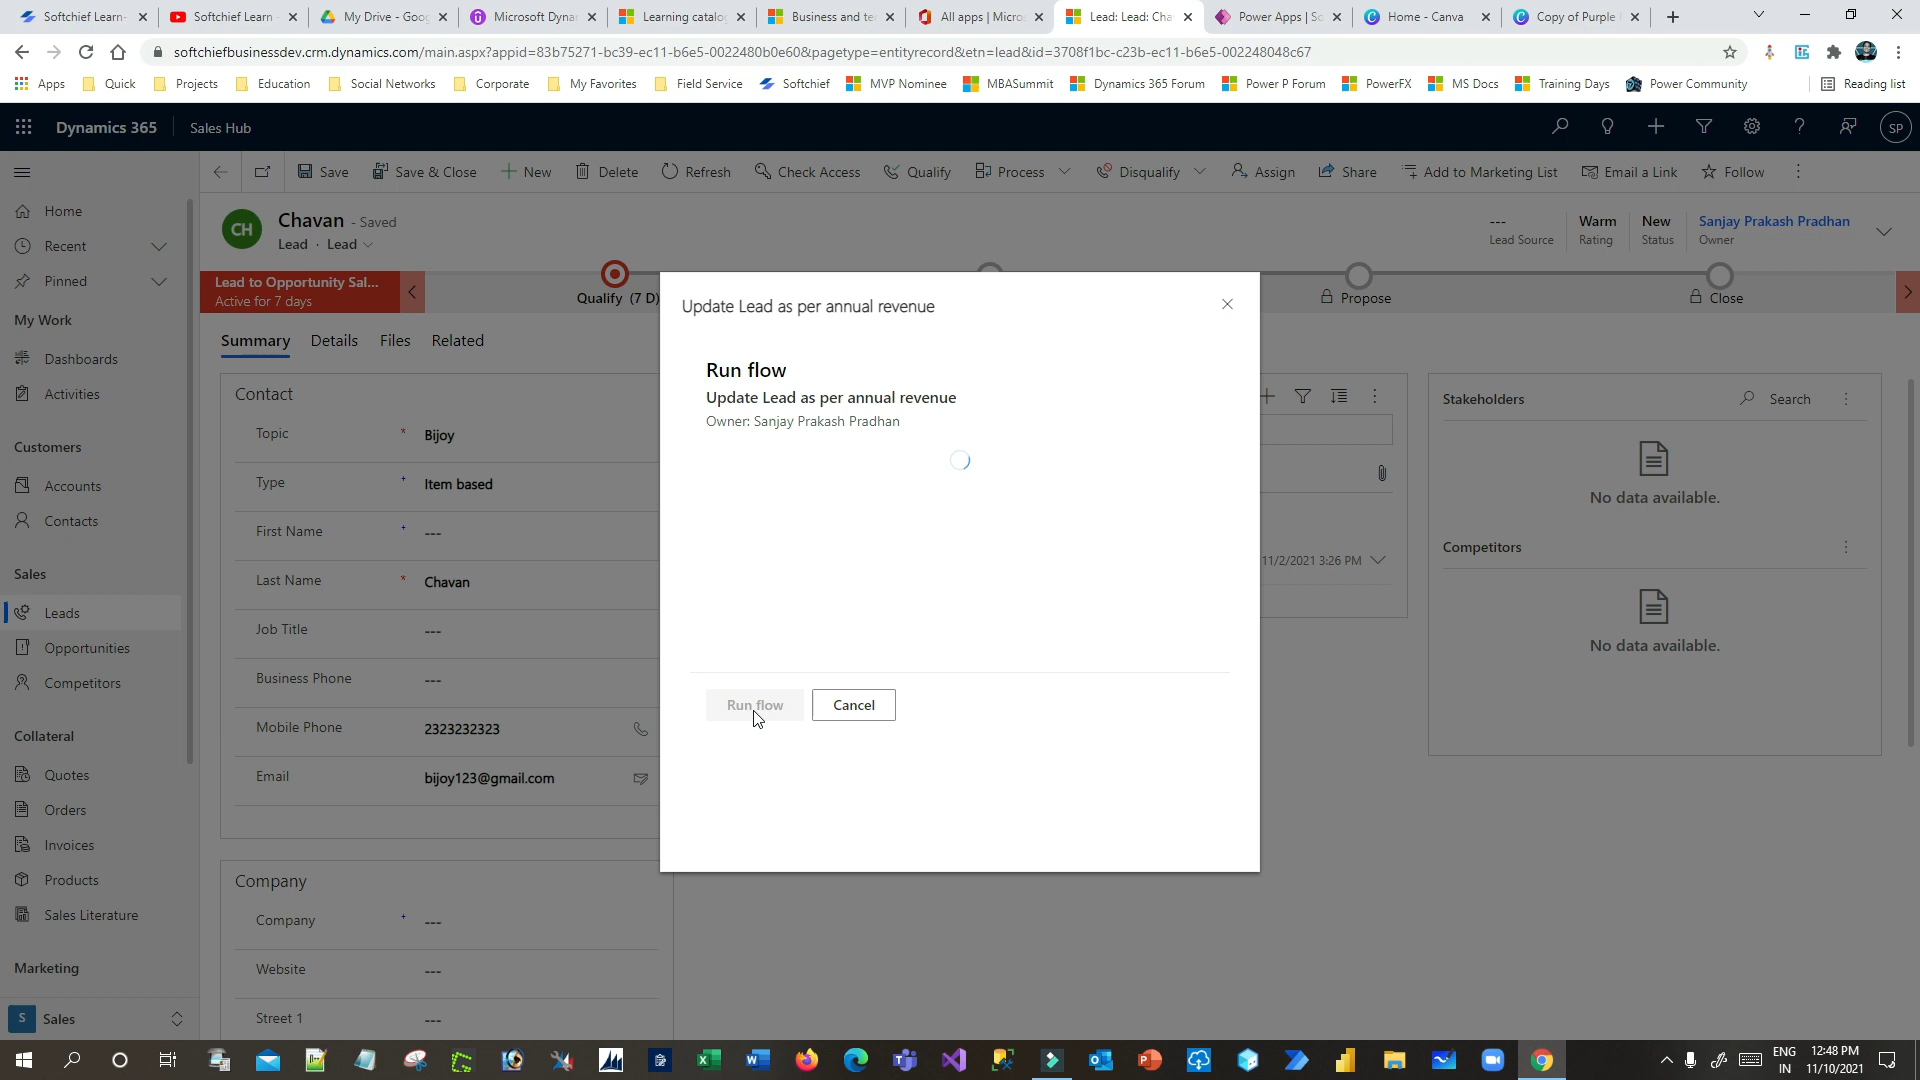 Softchief Learn-
Softchief Learn
My Drive - Goo
Microsoft Dyna
Learning catalo
Business and te
All apps | Micro
Lead: Lead: Cha
Power Apps | So
Home - Canva
Copy of Purple
softchiefbusinessdev.crm.dynamics.com/main.aspx?appid=83b75271-bc39-ec11-b6e5-0022480b0e60&pagetype=entityrecord&etn=lead&id=3708f1bc-c23b-ec11-b6e5-002248048c67
Apps
Quick
Projects
Education
Social Networks
Corporate
My Favorites
Field Service
Softchief
MVP Nominee
MBASummit
Dynamics 365 Forum
Power P Forum
PowerFX
MS Docs
Training Days
Power Community
Reading list
Dynamics 365
Sales Hub
SP
Save
Save & Close
New
Delete
Refresh
Check Access
Qualify
Process
Disqualify
Assign
Share
Add to Marketing List
Email a Link
Follow
Home
Recent
Pinned
My Work
Dashboards
Activities
Customers
Accounts
Contacts
Sales
Leads
Opportunities
Competitors
Collateral
Quotes
Orders
Invoices
Products
Sales Literature
Marketing
S
Sales
CH
Chavan - Saved
Lead · Lead
---
Lead Source
Warm
Rating
New
Status
Sanjay Prakash Pradhan
Owner
Lead to Opportunity Sal...
Active for 7 days
Qualify (7 D)
Propose
Close
Summary
Details
Files
Related
Contact
Topic * Bijoy
Type + Item based
First Name + ---
Last Name * Chavan
Job Title ---
Business Phone ---
Mobile Phone 2323232323
Email bijoy123@gmail.com
Company
Company + ---
Website ---
Street 1 ---
Update Lead as per annual revenue
Run flow
Update Lead as per annual revenue
Owner: Sanjay Prakash Pradhan
Run flow
Cancel
11/2/2021 3:26 PM
Stakeholders
Search
No data available.
Competitors
No data available.
ENG
IN
12:48 PM
11/10/2021